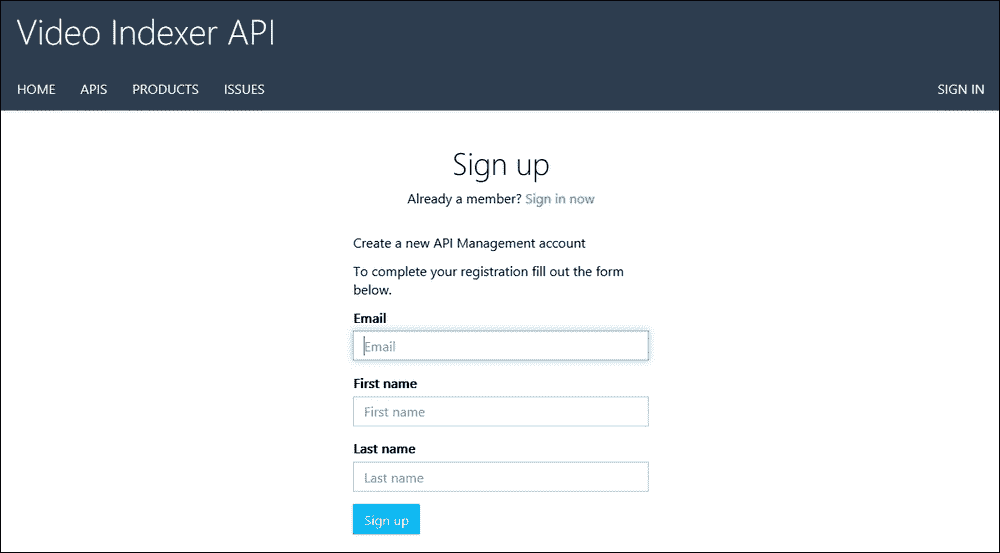 Video Indexer API
HOME APIS PRODUCTS ISSUES SIGN IN
Sign up
Already a member? Sign in now
Create a new API Management account
To complete your registration fill out the form
below.
Email
Email
First name
First name
Last name
Last name
Sign up